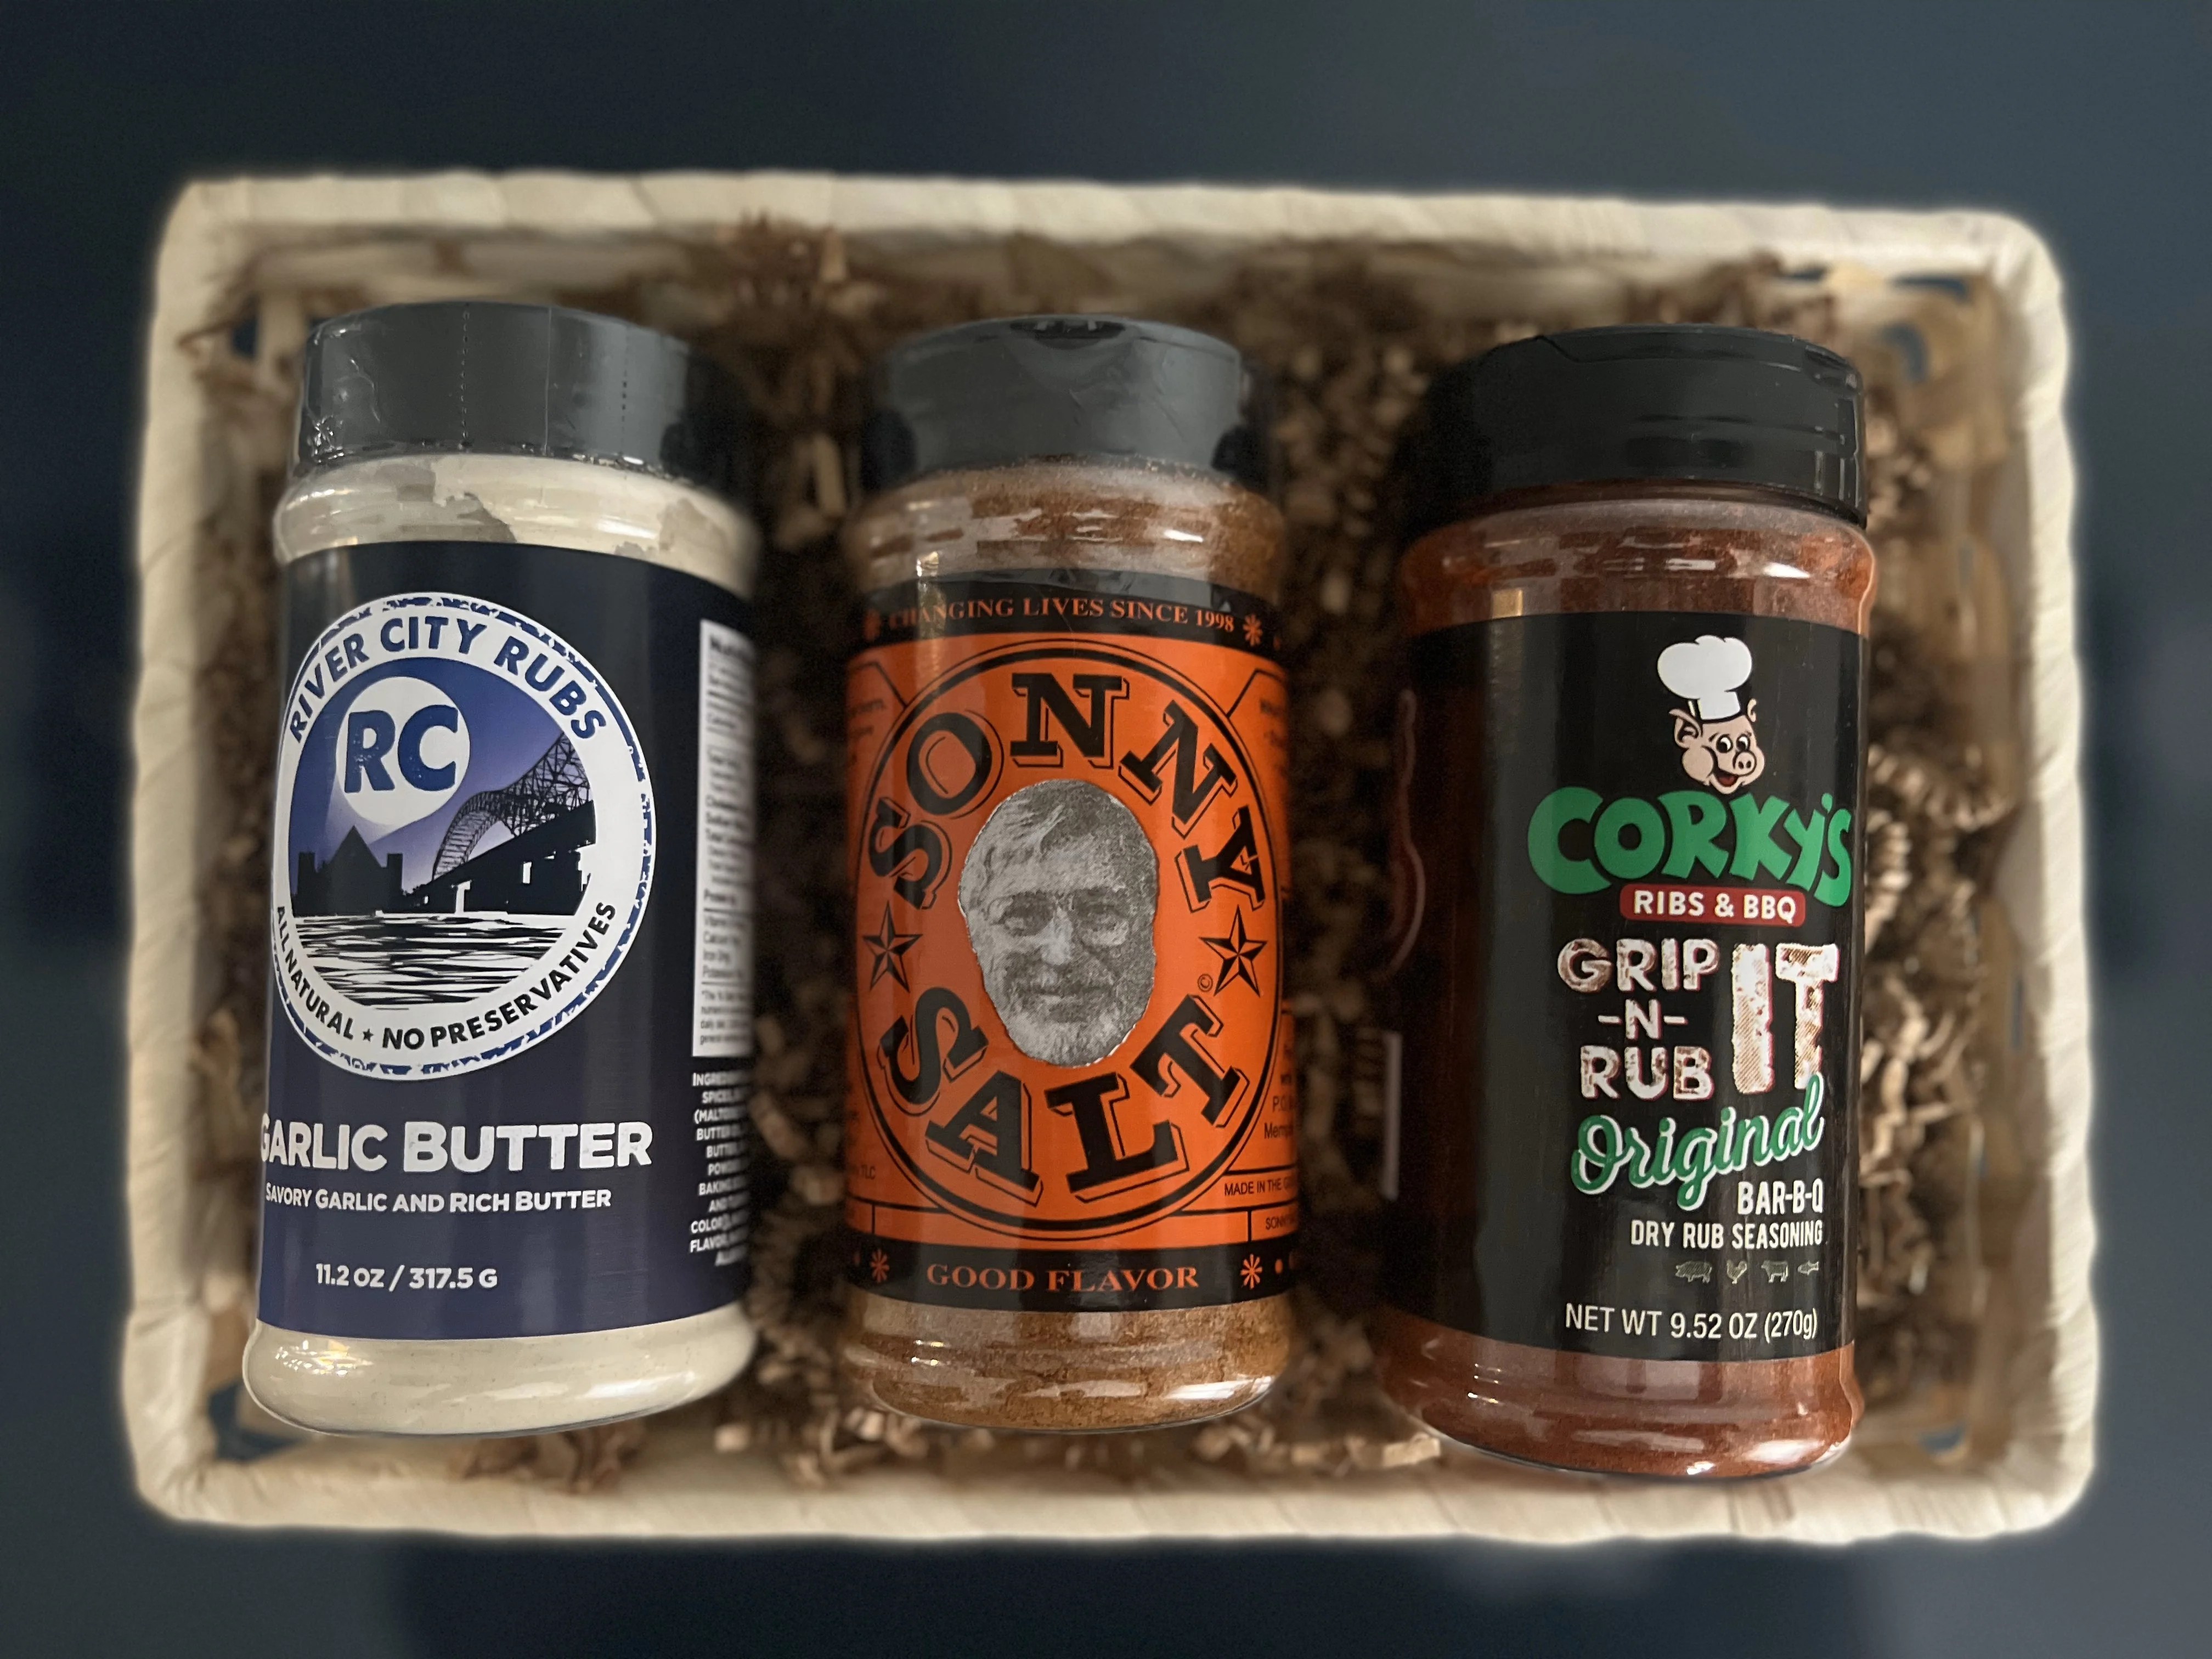 RIVER CITY RUBS
RC
ALL NATURAL ★ NO PRESERVATIVES
GARLIC BUTTER
SAVORY GARLIC AND RICH BUTTER
11.2 OZ / 317.5 G
CHANGING LIVES SINCE 1998
SONNY
SALT
©
MADE IN THE
GOOD FLAVOR
CORKY'S
RIBS & BBQ
GRIP
-N-
RUB
IT
Original
BAR-B-Q
DRY RUB SEASONING
NET WT 9.52 OZ (270g)